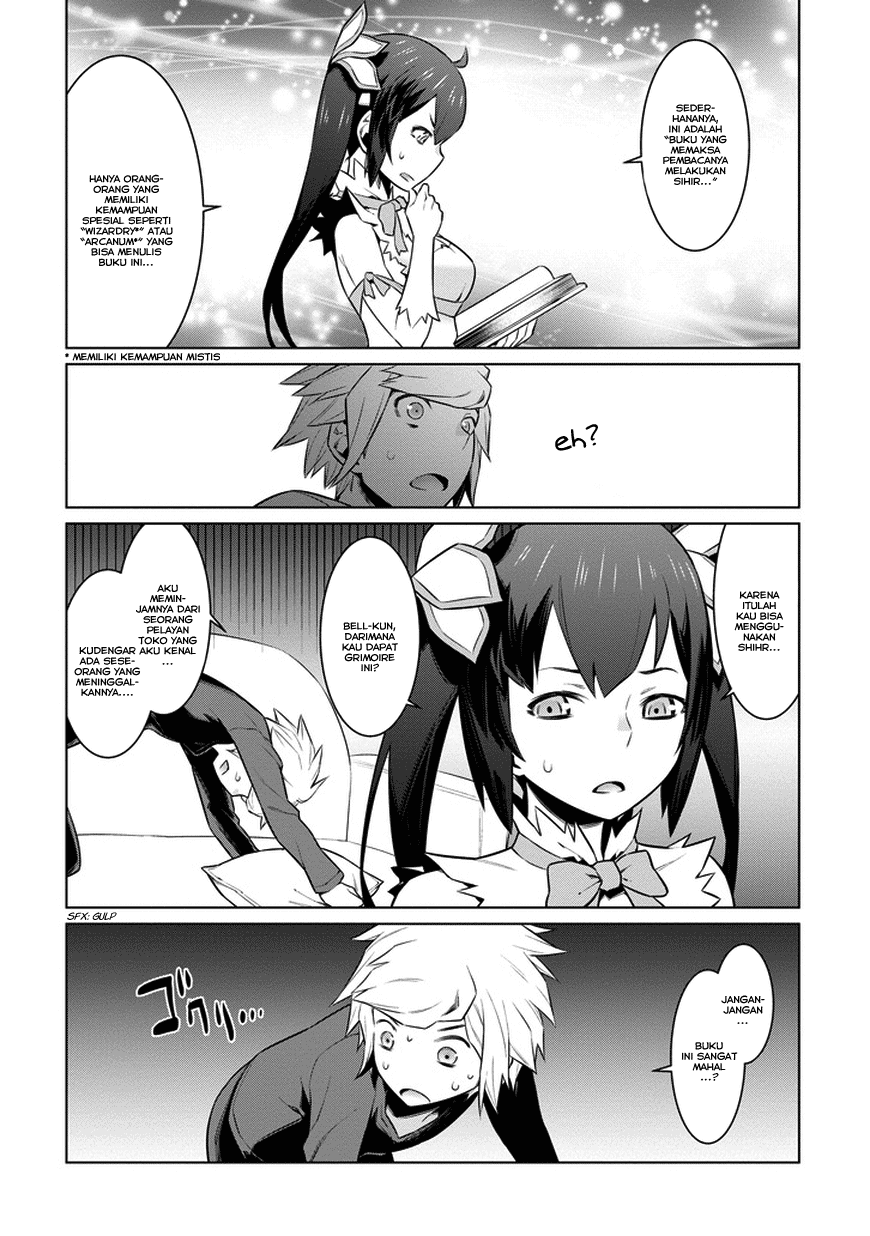 SEDER-
HANANYA,
INI ADALAH
"BUKU YANG
MEMAKSA
PEMBACANYA
MELAKUKAN
SIHIR..."
HANYA ORANG-
ORANG YANG
MEMILIKI
KEMAMPUAN
SPESIAL SEPERTI
"WIZARDRY*" ATAU
"ARCANUM*" YANG
BISA MENULIS
BUKU INI...
* MEMILIKI KEMAMPUAN MISTIS
eh?
KARENA
ITULAH
KAU BISA
MENGGU-
NAKAN
SHIHR...
BELL-KUN,
DARIMANA
KAU DAPAT
GRIMOIRE
INI?
AKU
MEMIN-
JAMNYA DARI
SEORANG
PELAYAN
TOKO YANG
AKU KENAL
...
KUDENGAR
ADA SESE-
ORANG YANG
MENINGGAL-
KANNYA....
SFX: GULP
JANGAN-
JANGAN
...
BUKU
INI SANGAT
MAHAL
...?
ゴクリ...